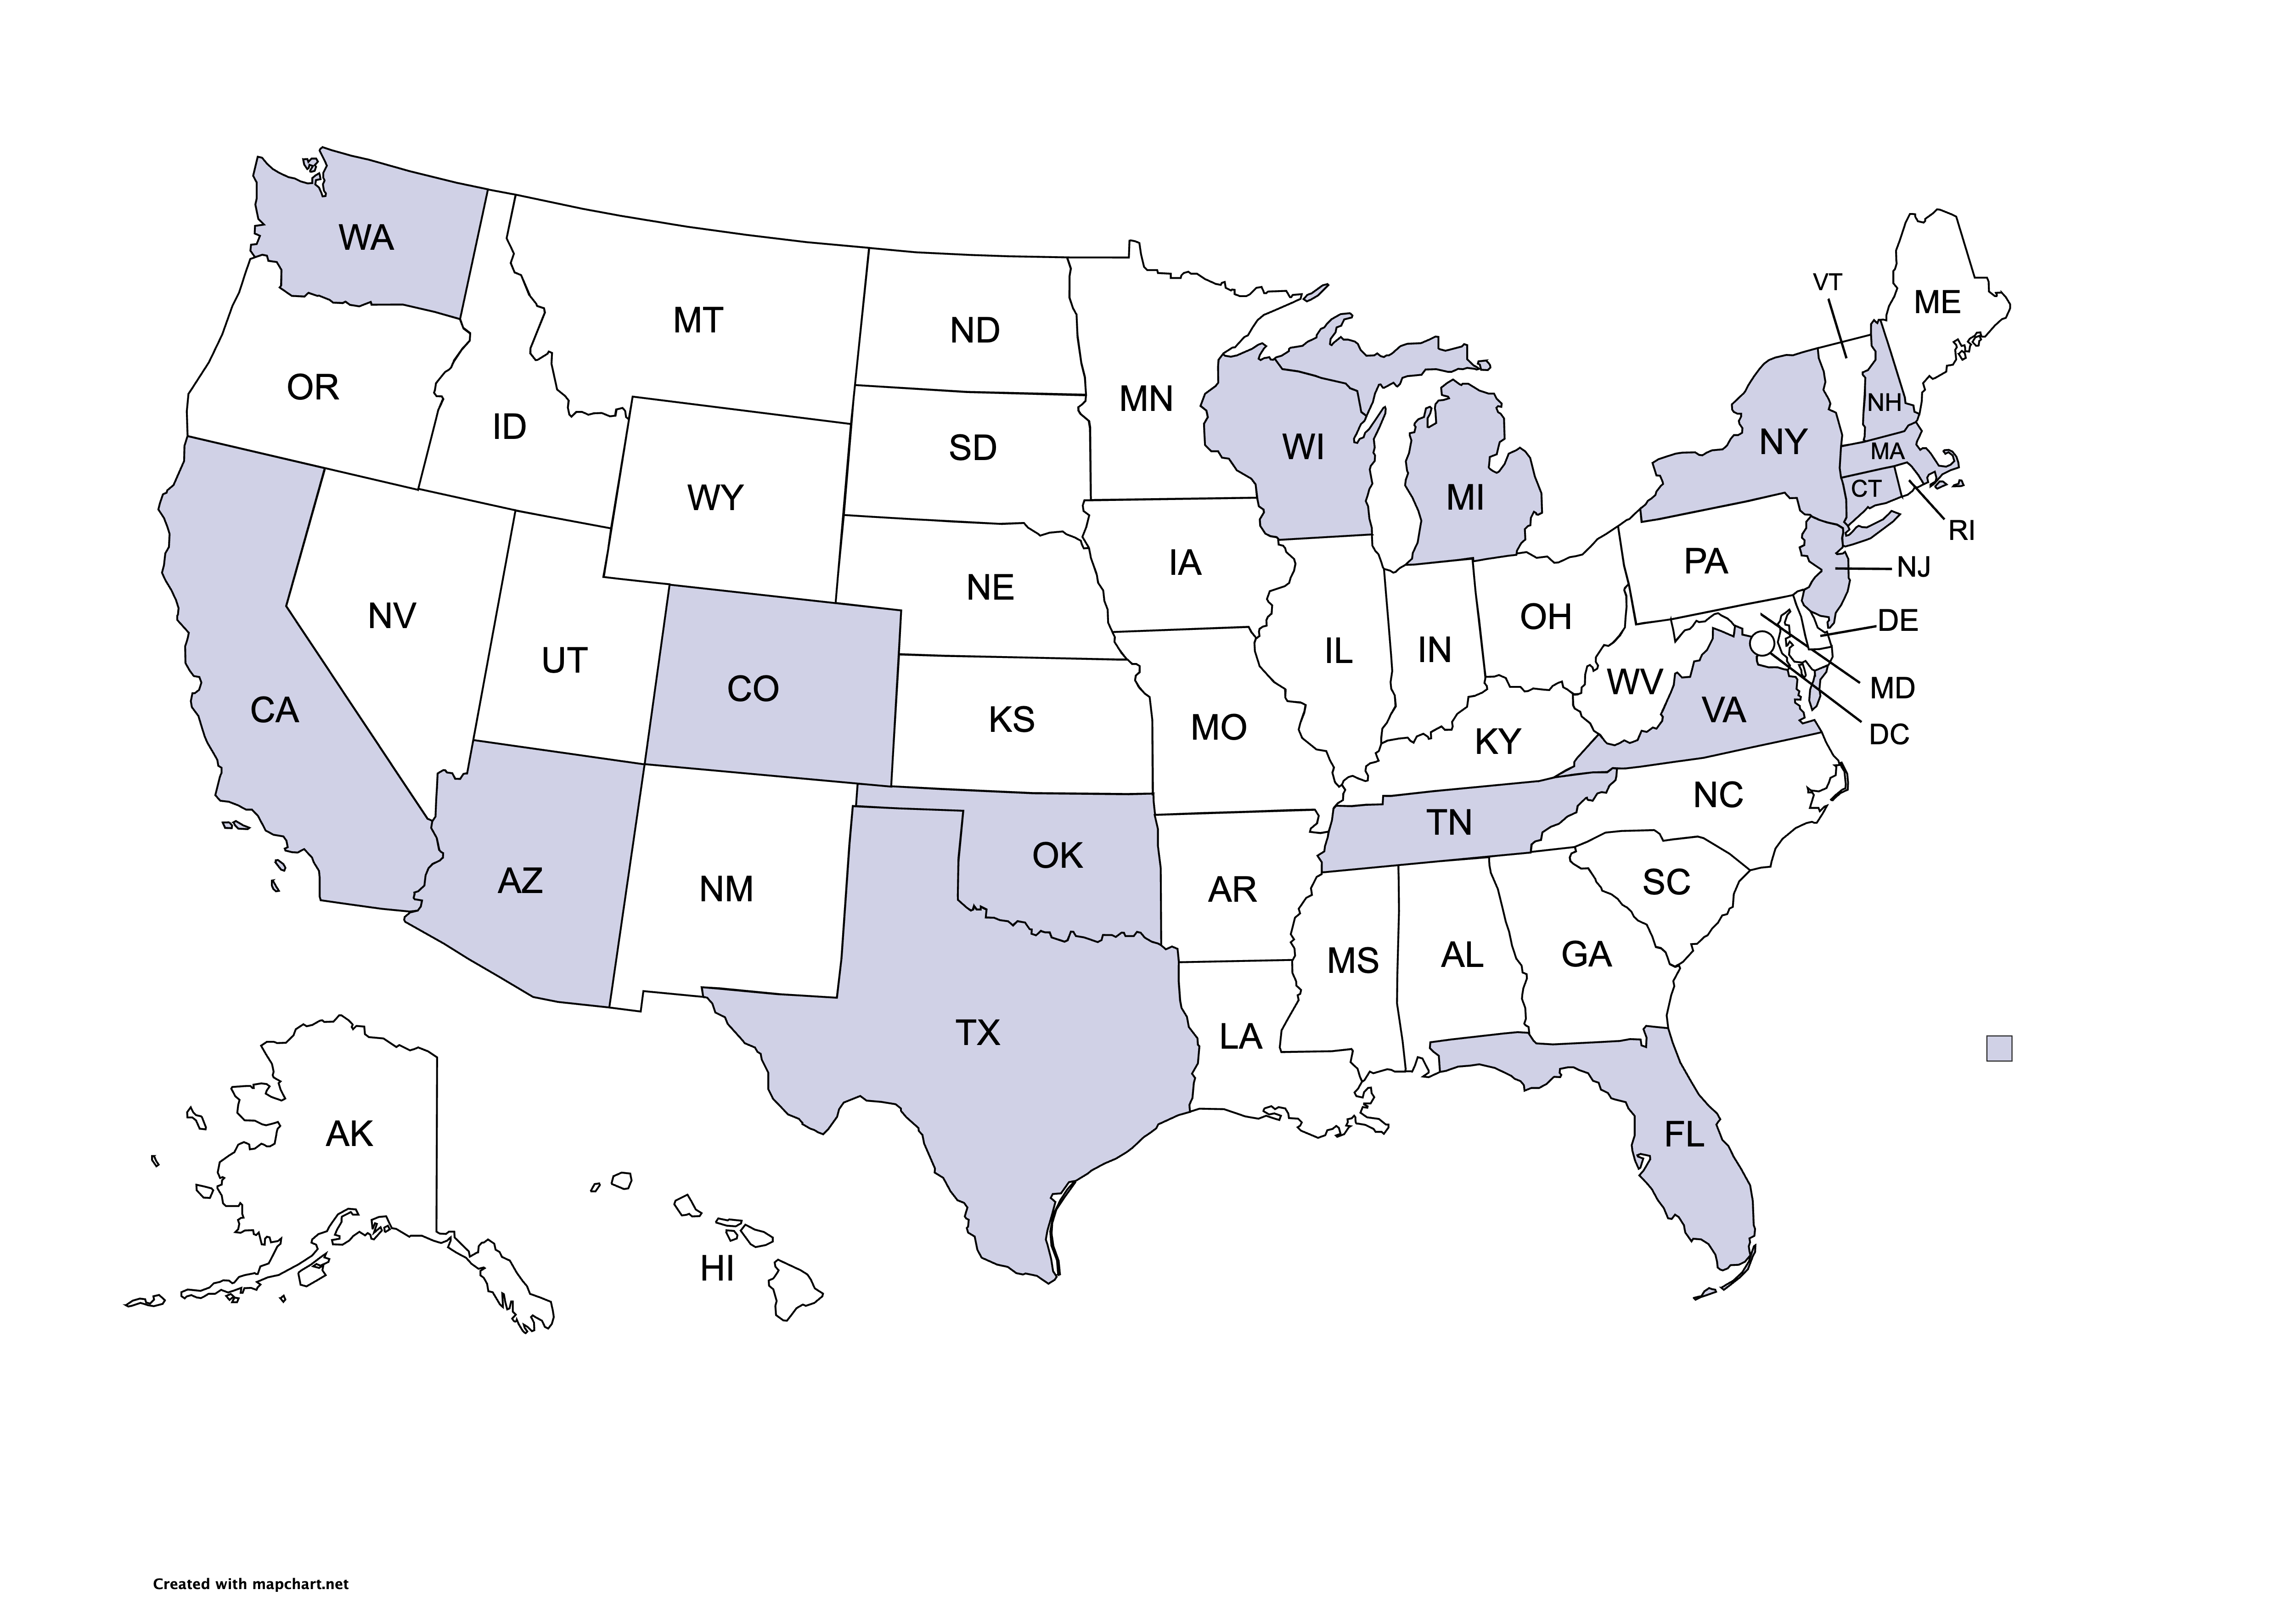 WA
MT
ND
MN
VT
ME
OR
ID
SD
WI
NH
NY
MA
WY
MI
CT
RI
IA
PA
NJ
NE
NV
OH
DE
UT
IL
IN
CO
WV
MD
CA
KS
MO
VA
DC
KY
NC
TN
OK
AZ
NM
AR
SC
MS
AL
GA
TX
LA
AK
FL
HI
Created with mapchart.net